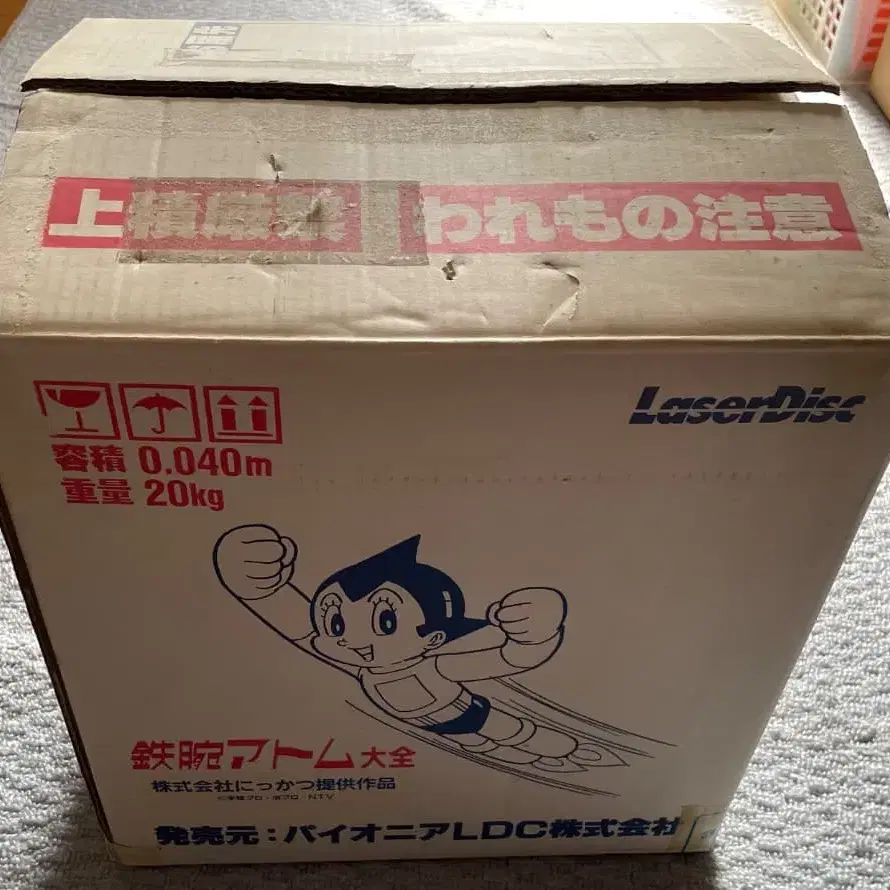 上積厳禁 われもの注意
LaserDisc
容積 0.040m
重量 20kg
鉄腕アトム大全
株式会社にっかつ提供作品
発売元:パイオニアLDC株式会社